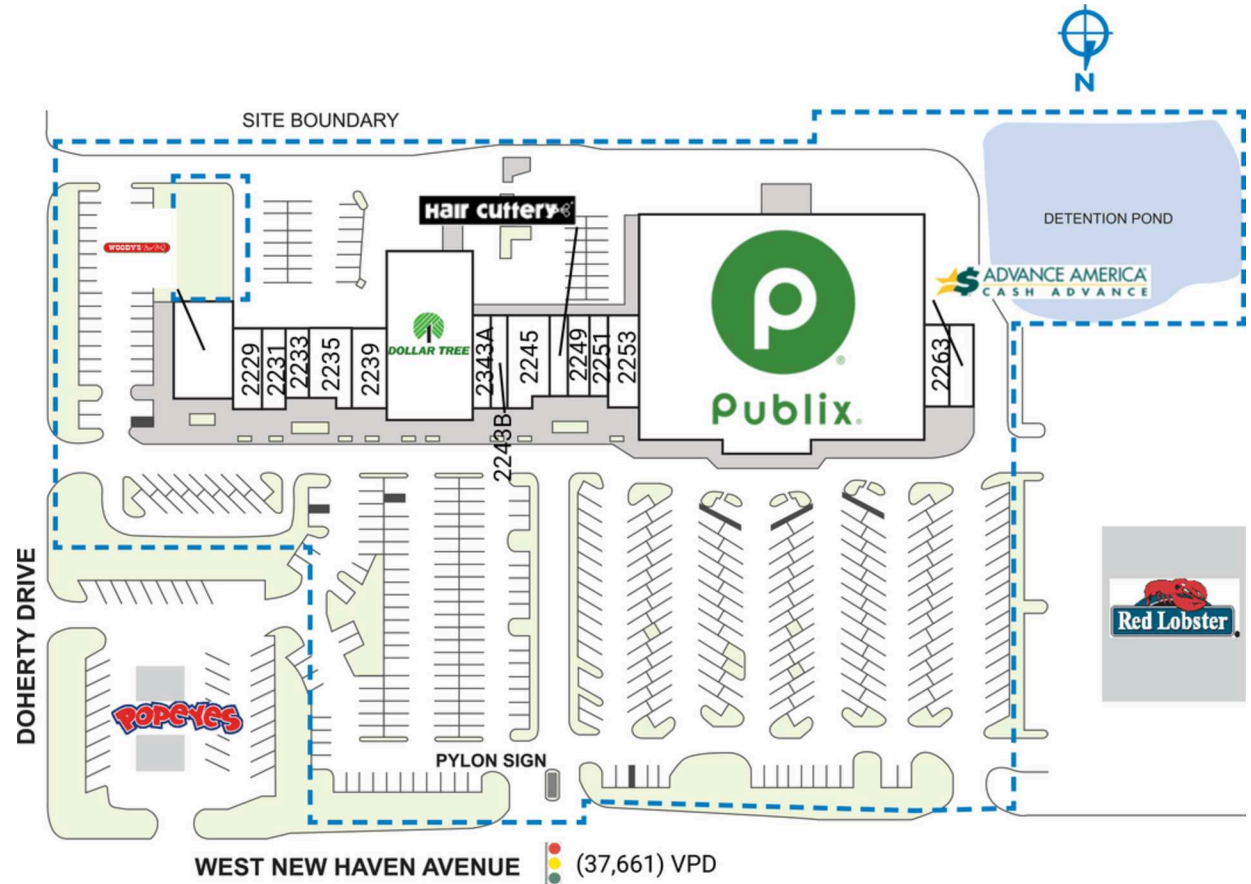 N
SITE BOUNDARY
Hair Cuttery
DETENTION POND
WOODY'S Bar-B-Q
ADVANCE AMERICA
CASH ADVANCE
DOLLAR TREE
Publix.
2229
2231
2233
2235
2239
2343A
2243B
2245
2249
2251
2253
2263
DOHERTY DRIVE
Red Lobster
POPEYES
PYLON SIGN
WEST NEW HAVEN AVENUE
(37,661) VPD